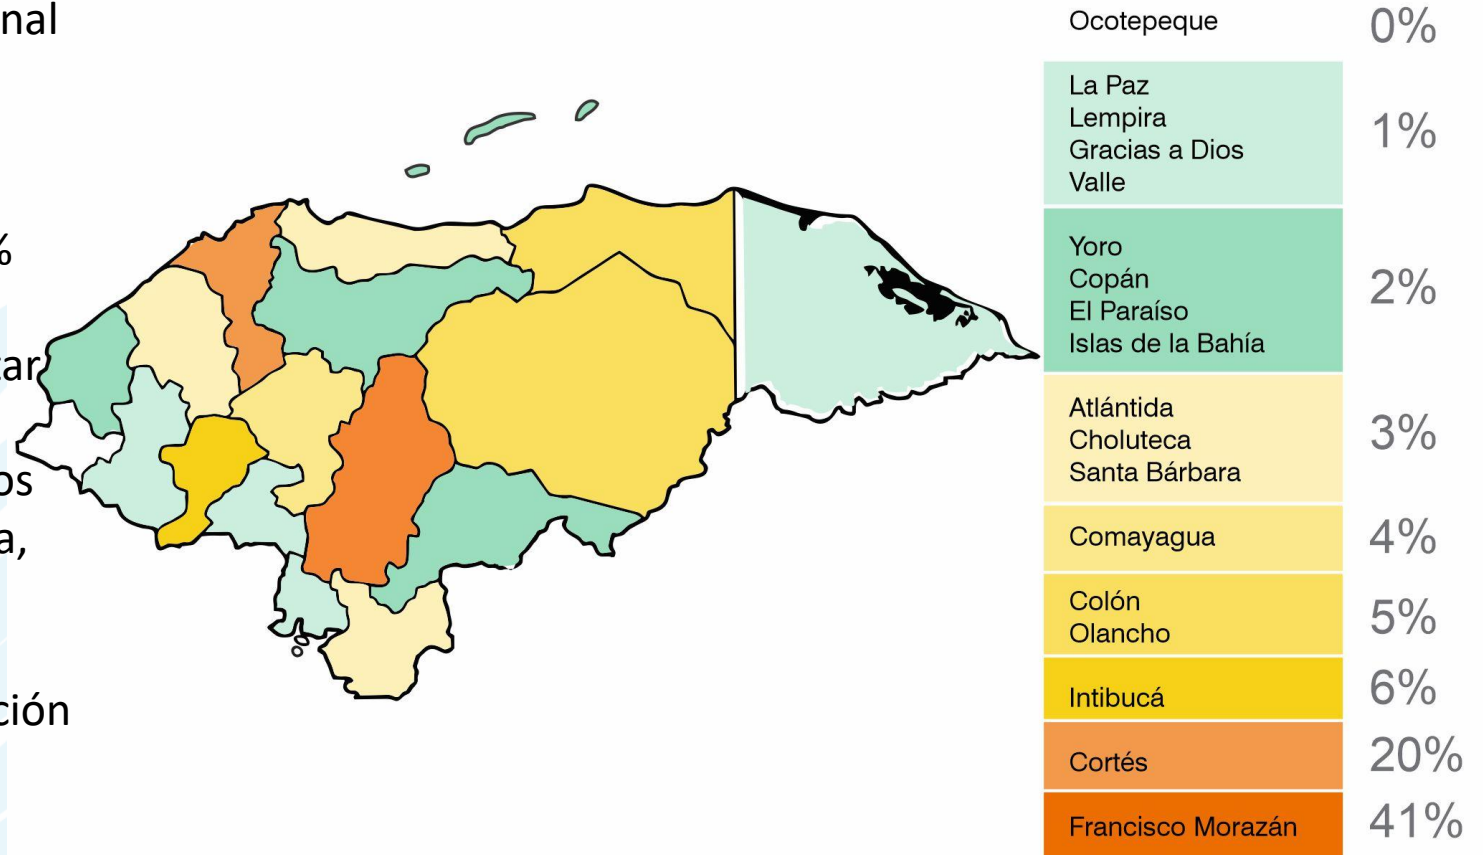 nal
%
tar
os
a,
ción
Ocotepeque 0%
La Paz
Lempira
Gracias a Dios
Valle
1%
Yoro
Copán
El Paraíso
Islas de la Bahía
2%
Atlántida
Choluteca
Santa Bárbara
3%
Comayagua 4%
Colón
Olancho
5%
Intibucá 6%
Cortés 20%
Francisco Morazán 41%